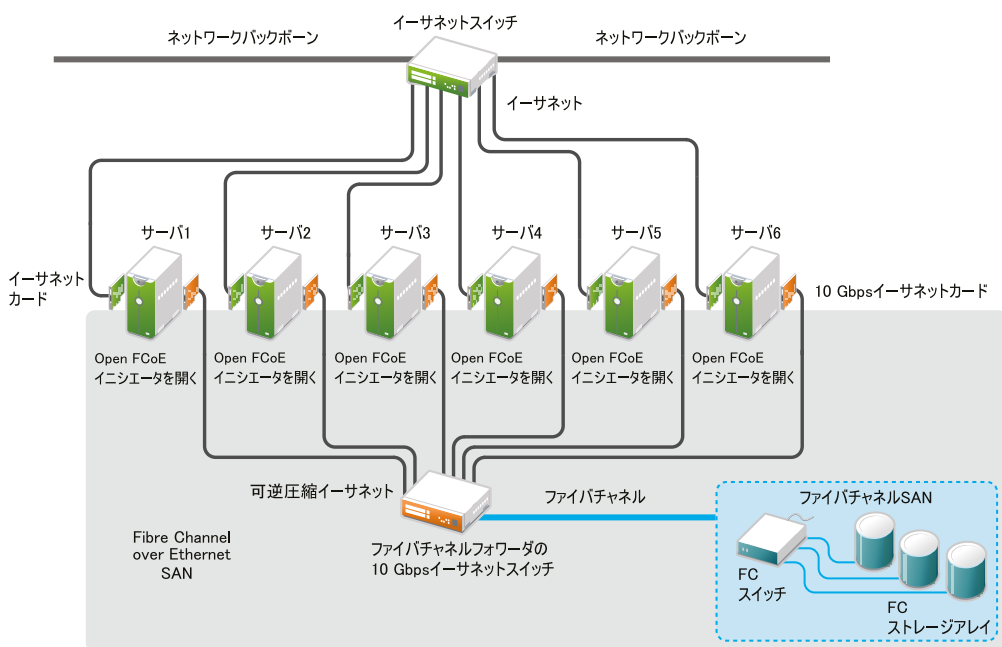 イーサネットスイッチ
ネットワークバックボーン
ネットワークバックボーン
イーサネット
サーバ1
サーバ2
サーバ3
サーバ4
サーバ5
サーバ6
イーサネット
カード
10 Gbpsイーサネットカード
Open FCoE
イニシエータを開く
Open FCoE
イニシエータを開く
Open FCoE
イニシエータを開く
Open FCoE
イニシエータを開く
Open FCoE
イニシエータを開く
Open FCoE
イニシエータを開く
可逆圧縮イーサネット
ファイバチャネル
ファイバチャネルSAN
Fibre Channel
over Ethernet
SAN
ファイバチャネルフォワーダの
10 Gbpsイーサネットスイッチ
FC
スイッチ
FC
ストレージアレイ